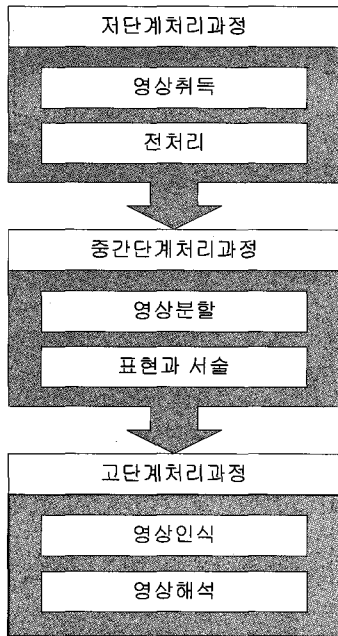 저단계처리과정
영상취득
전처리
중간단계처리과정
영상분할
표현과 서술
고단계처리과정
영상인식
영상해석